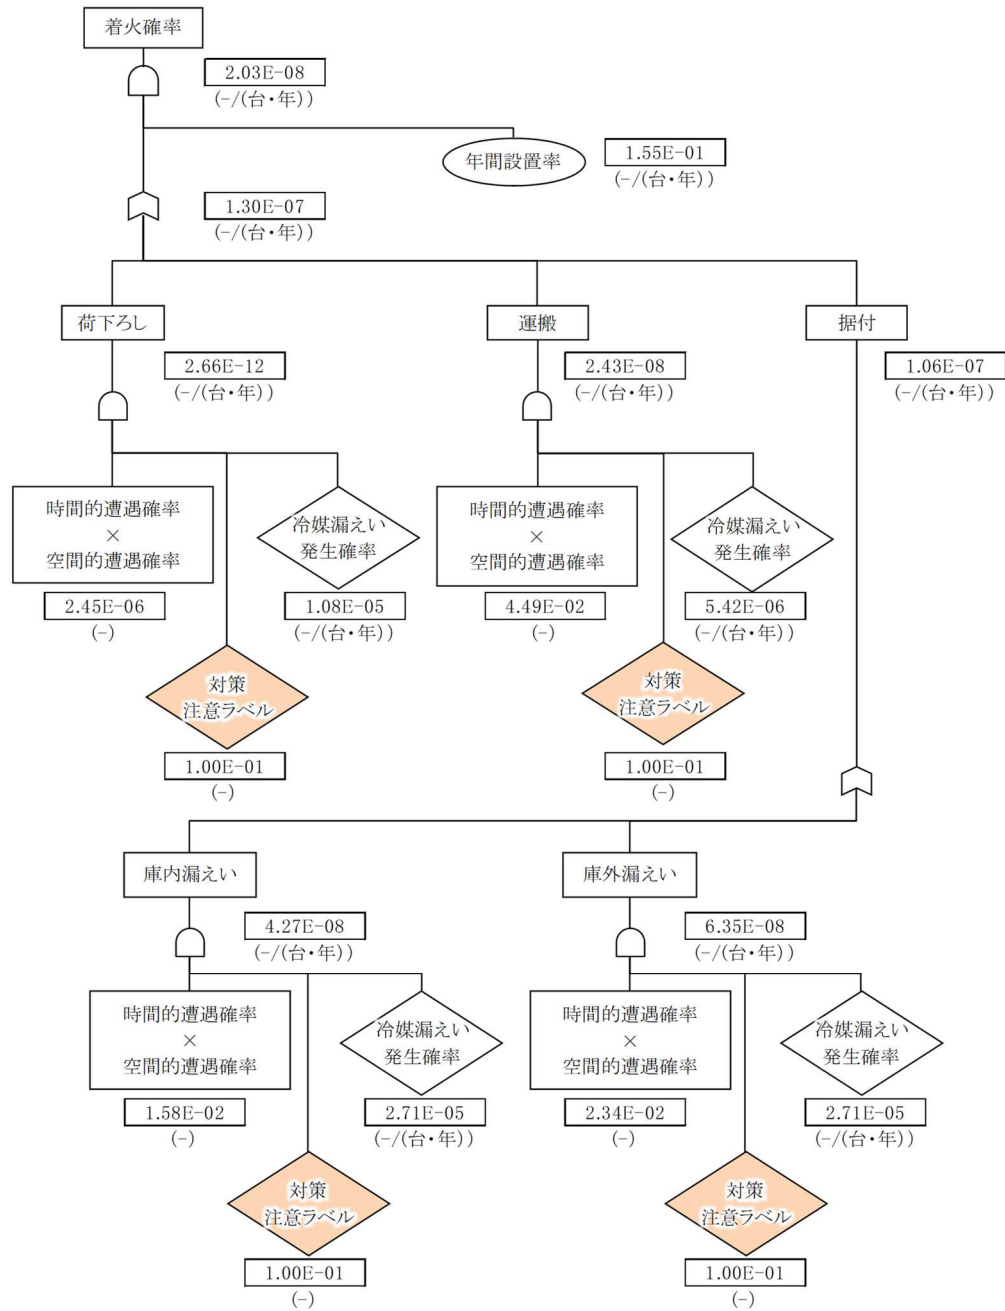 着火確率
2.03E-08
(-/(台・年))
年間設置率
1.55E-01
(-/(台・年))
1.30E-07
(-/(台・年))
荷下ろし
運搬
据付
2.66E-12
(-/(台・年))
2.43E-08
(-/(台・年))
1.06E-07
(-/(台・年))
時間的遭遇確率
×
空間的遭遇確率
2.45E-06
(-)
冷媒漏えい
発生確率
1.08E-05
(-/(台・年))
対策
注意ラベル
1.00E-01
(-)
時間的遭遇確率
×
空間的遭遇確率
4.49E-02
(-)
冷媒漏えい
発生確率
5.42E-06
(-/(台・年))
対策
注意ラベル
1.00E-01
(-)
庫内漏えい
庫外漏えい
4.27E-08
(-/(台・年))
6.35E-08
(-/(台・年))
時間的遭遇確率
×
空間的遭遇確率
1.58E-02
(-)
冷媒漏えい
発生確率
2.71E-05
(-/(台・年))
対策
注意ラベル
1.00E-01
(-)
時間的遭遇確率
×
空間的遭遇確率
2.34E-02
(-)
冷媒漏えい
発生確率
2.71E-05
(-/(台・年))
対策
注意ラベル
1.00E-01
(-)